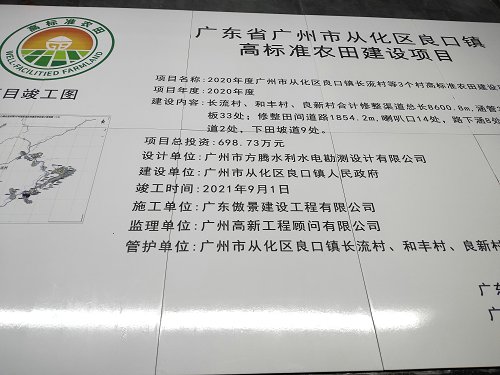 高标准农田
WELL-FACILITIED FARMLAND
广东省广州市从化区良口镇
高标准农田建设项目
目竣工图
项目名称:2020年度广州市从化区良口镇长流村等3个村高标准农田建设
项目年度:2020年度
建设内容:长流村、和丰村、良新村合计修整渠道总长8600.8m,涵管
板33处;修整田间道路1854.2m,喇叭口14处,路下涵8
道2处,下田坡道9处。
项目总投资:698.73万元
设计单位:广州市方腾水利水电勘测设计有限公司
建设单位:广州市从化区良口镇人民政府
竣工时间:2021年9月1日
施工单位:广东傲景建设工程有限公司
监理单位:广州高新工程顾问有限公司
管护单位:广州市从化区良口镇长流村、和丰村、良新村
广东
广